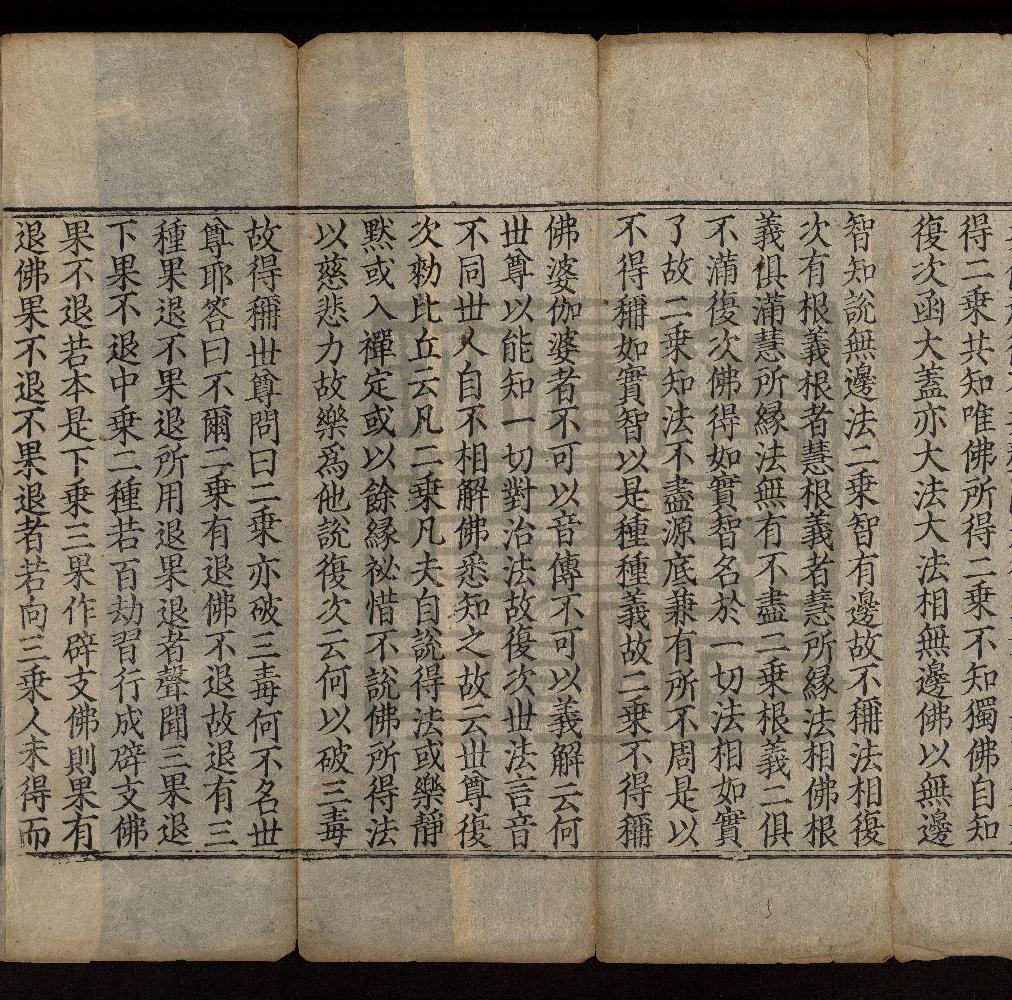 得二乗共知唯佛所得二乗不知獨佛自知
復次函大蓋亦大法大法相無邊佛以無邊
智知說無邊法二乗智有邊故不稱法相復
次有根義根者慧根義者慧所縁法相佛根
義俱滿慧所縁法無有不盡二乗根義二俱
不滿復次佛得如實智名於一切法相如實
了故二乗知法不盡源底兼有所不周是以
不得稱如實智以是種種義故二乗不得稱
佛婆伽婆者不可以音傳不可以義解云何
世尊以能知一切對治法故復次世法言音
不同世人自不相解佛悉知之故云世尊復
次勑比丘云凡二乗凡夫自說得法或樂靜
黙或入禪定或以餘縁祕惜不說佛所得法
以慈悲力故樂為他說復次云何以破三毒
故得稱世尊問曰二乗亦破三毒何不名世
尊耶答曰不爾二乗有退佛不退故退有三
種果退不果退所用退果退者聲聞三果退
下果不退中乗二種若百劫習行成辟支佛
果不退若本是下乗三果作辟支佛則果有
退佛果不退不果退者若向三乗人未得而